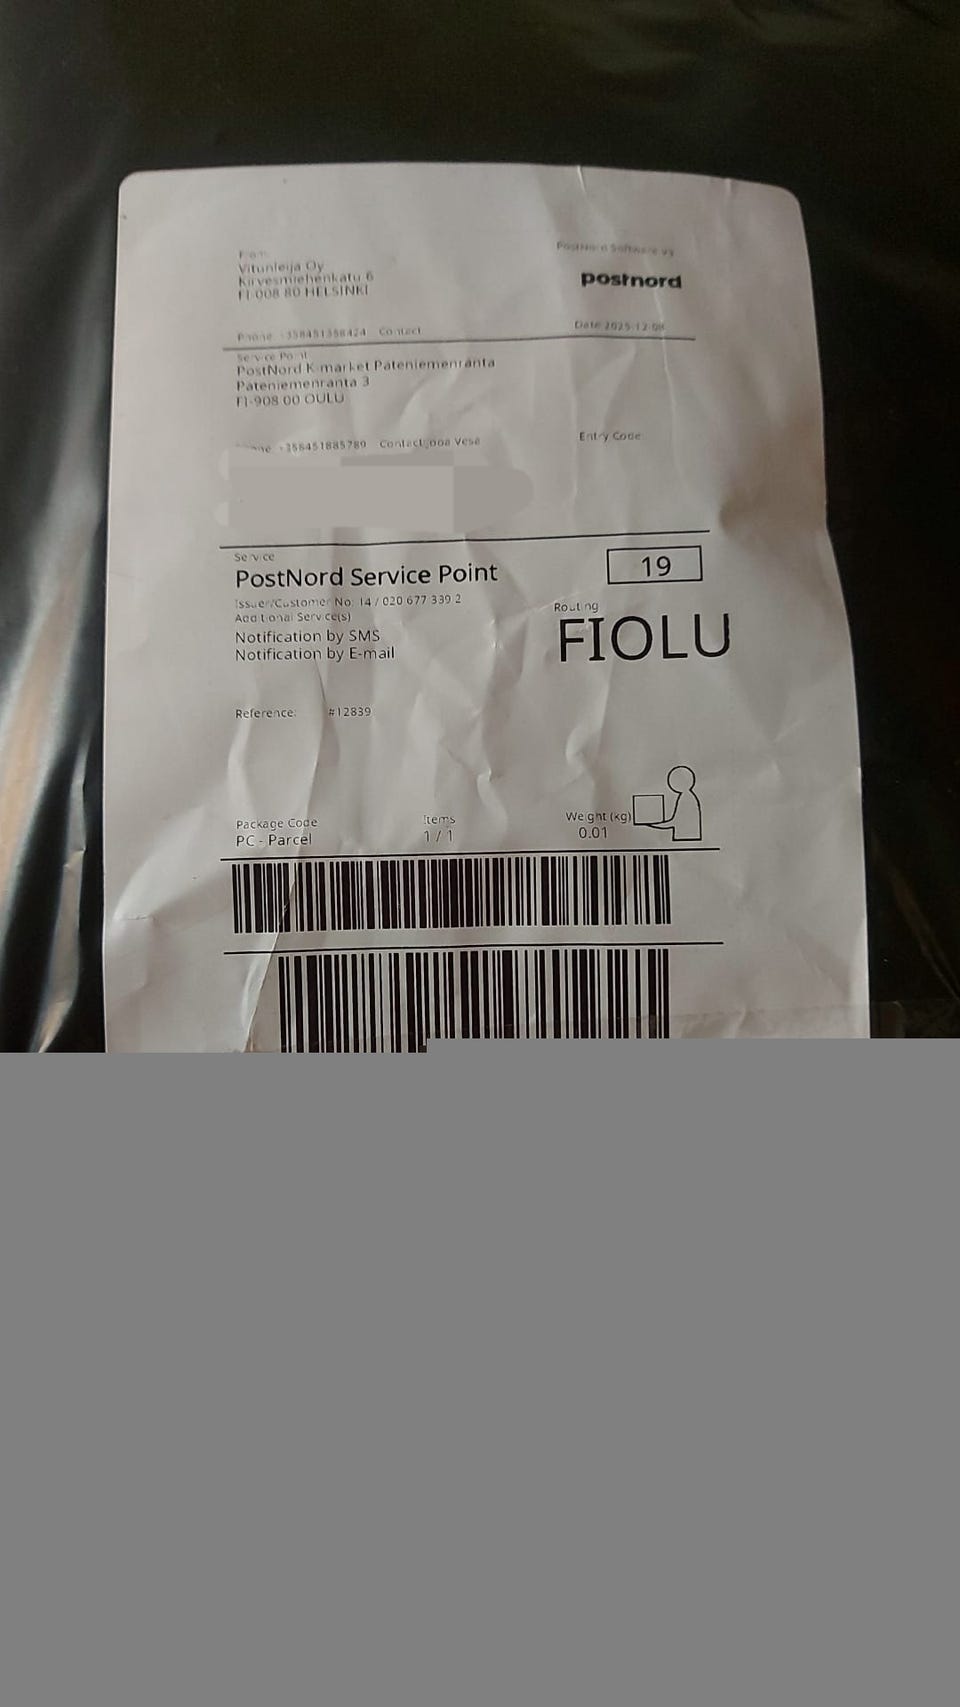 From
Vitunleija Oy
Kirvesmiehenkatu 6
FI-008 80 HELSINKI
PostNord Software
postnord
Phone +358451358424 Contact
Date 2025-12-08
Service Point
PostNord K-market Pateniemenranta
Pateniemenranta 3
FI-908 00 OULU
Phone +358451885789 Contact
Entry Code
Service
PostNord Service Point
19
Issuer/Customer No: 14 / 020 677 339 2
Additional Service(s)
Notification by SMS
Notification by E-mail
Routing
FIOLU
Reference: #12839
Package Code Items Weight (kg)
PC - Parcel 1 / 1 0.01